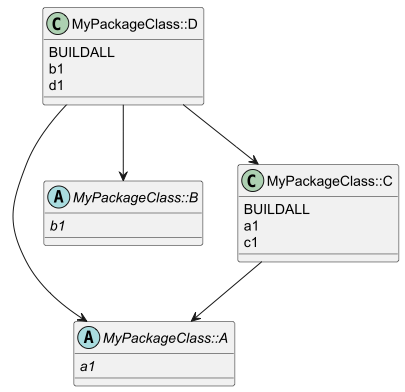 C MyPackageClass::D
BUILDALL
b1
d1
A MyPackageClass::B
b1
C MyPackageClass::C
BUILDALL
a1
c1
A MyPackageClass::A
a1